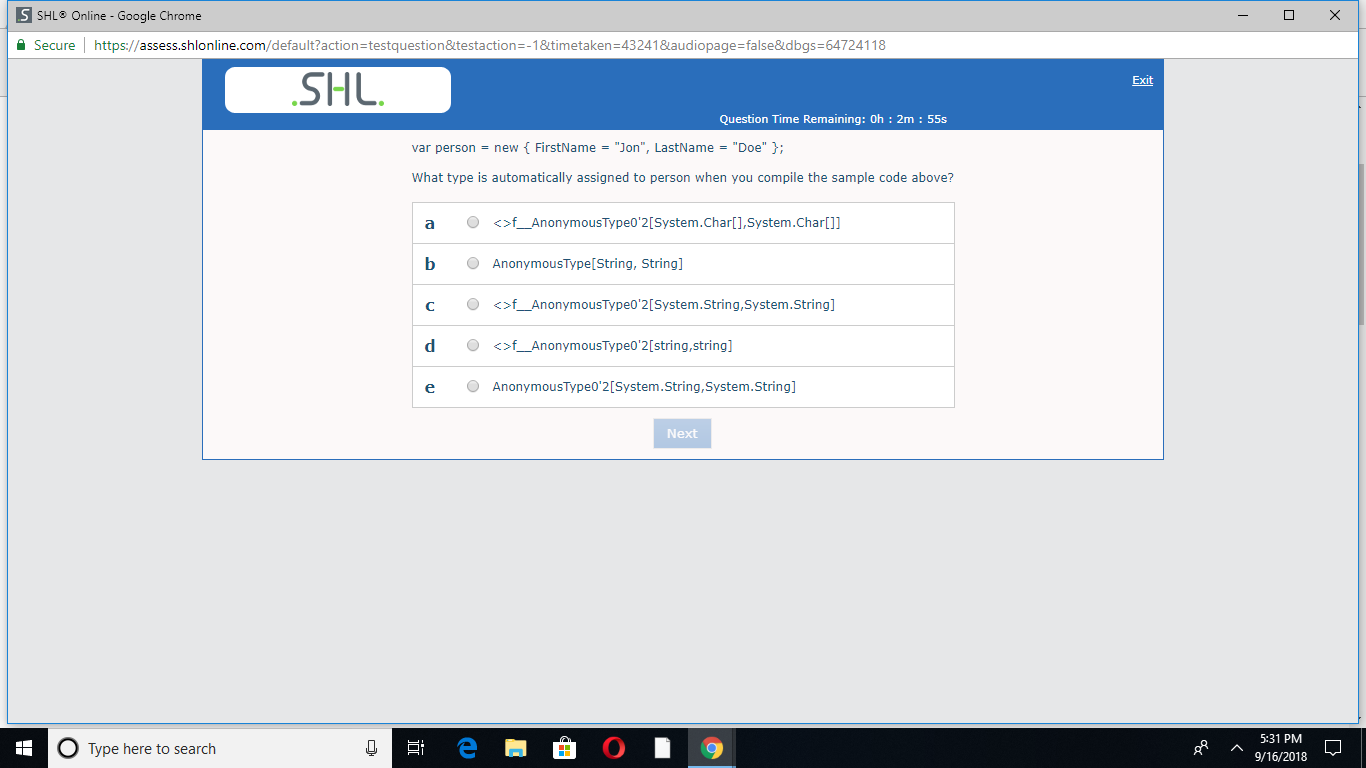 SHL® Online - Google Chrome
Secure https://assess.shlonline.com/default?action=testquestion&testaction=-1&timetaken=43241&audiopage=false&dbgs=64724118
.SHL.
Exit
Question Time Remaining: 0h : 2m : 55s
var person = new { FirstName = "Jon", LastName = "Doe" };
What type is automatically assigned to person when you compile the sample code above?
a <>f__AnonymousType0'2[System.Char[],System.Char[]]
b AnonymousType[String, String]
c <>f__AnonymousType0'2[System.String,System.String]
d <>f__AnonymousType0'2[string,string]
e AnonymousType0'2[System.String,System.String]
Next
Type here to search
5:31 PM
9/16/2018